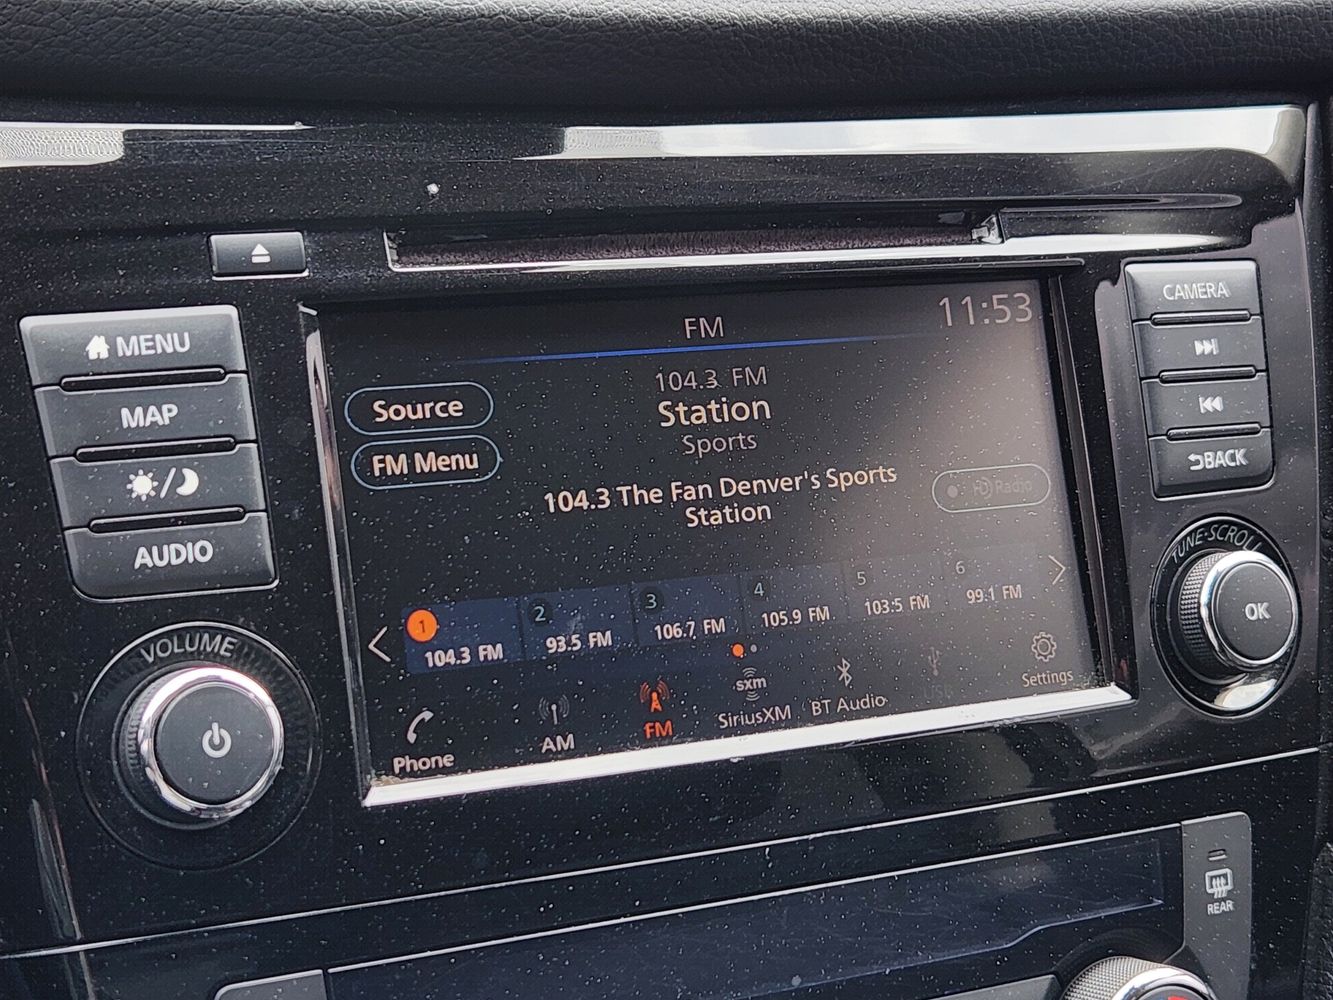 CAMERA
MENU
MAP
AUDIO
BACK
VOLUME
TUNE-SCROLL
OK
FM
11:53
104.3 FM
Station
Sports
Source
FM Menu
104.3 The Fan Denver's Sports
Station
HD Radio
1
104.3 FM
2
93.5 FM
3
106.7 FM
4
105.9 FM
5
103.5 FM
6
99.1 FM
Phone
AM
FM
sxm
SiriusXM
BT Audio
USB
Settings
REAR